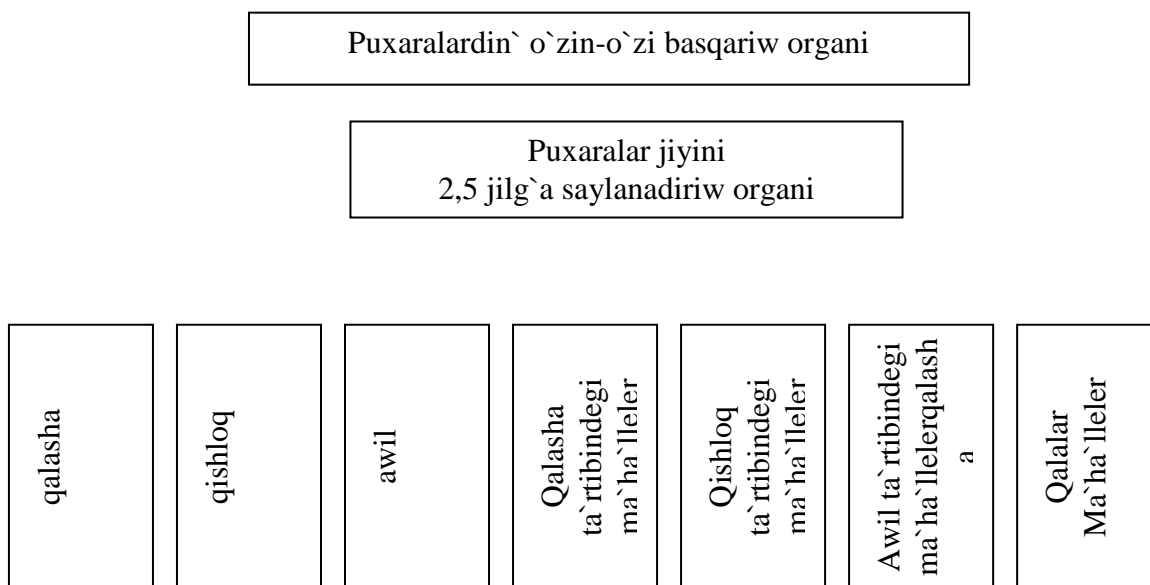 Puxaralardin` o`zin-o`zi basqariw organi
Puxaralar jiyini
2,5 jilg`a saylanadiriw organi
qalasha
qishloq
awil
Qalasha
ta`rtibindegi
ma`ha`lleler
Qishloq
ta`rtibindegi
ma`ha`lleler
Awil ta`rtibindegi
ma`ha`llelerqalash
a
Qalalar
Ma`ha`lleler